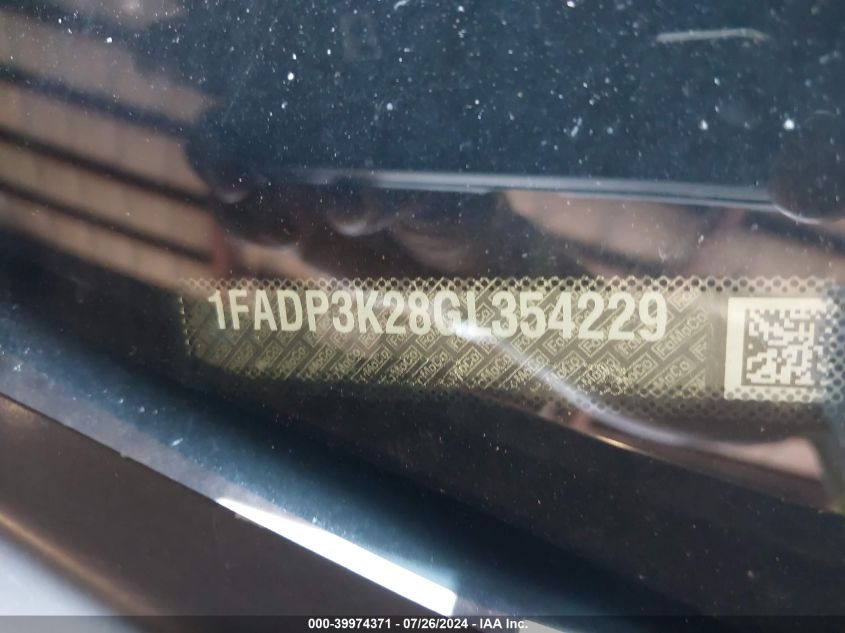 1FADP3K28GL354229
000-39974371 - 07/26/2024 - IAA Inc.